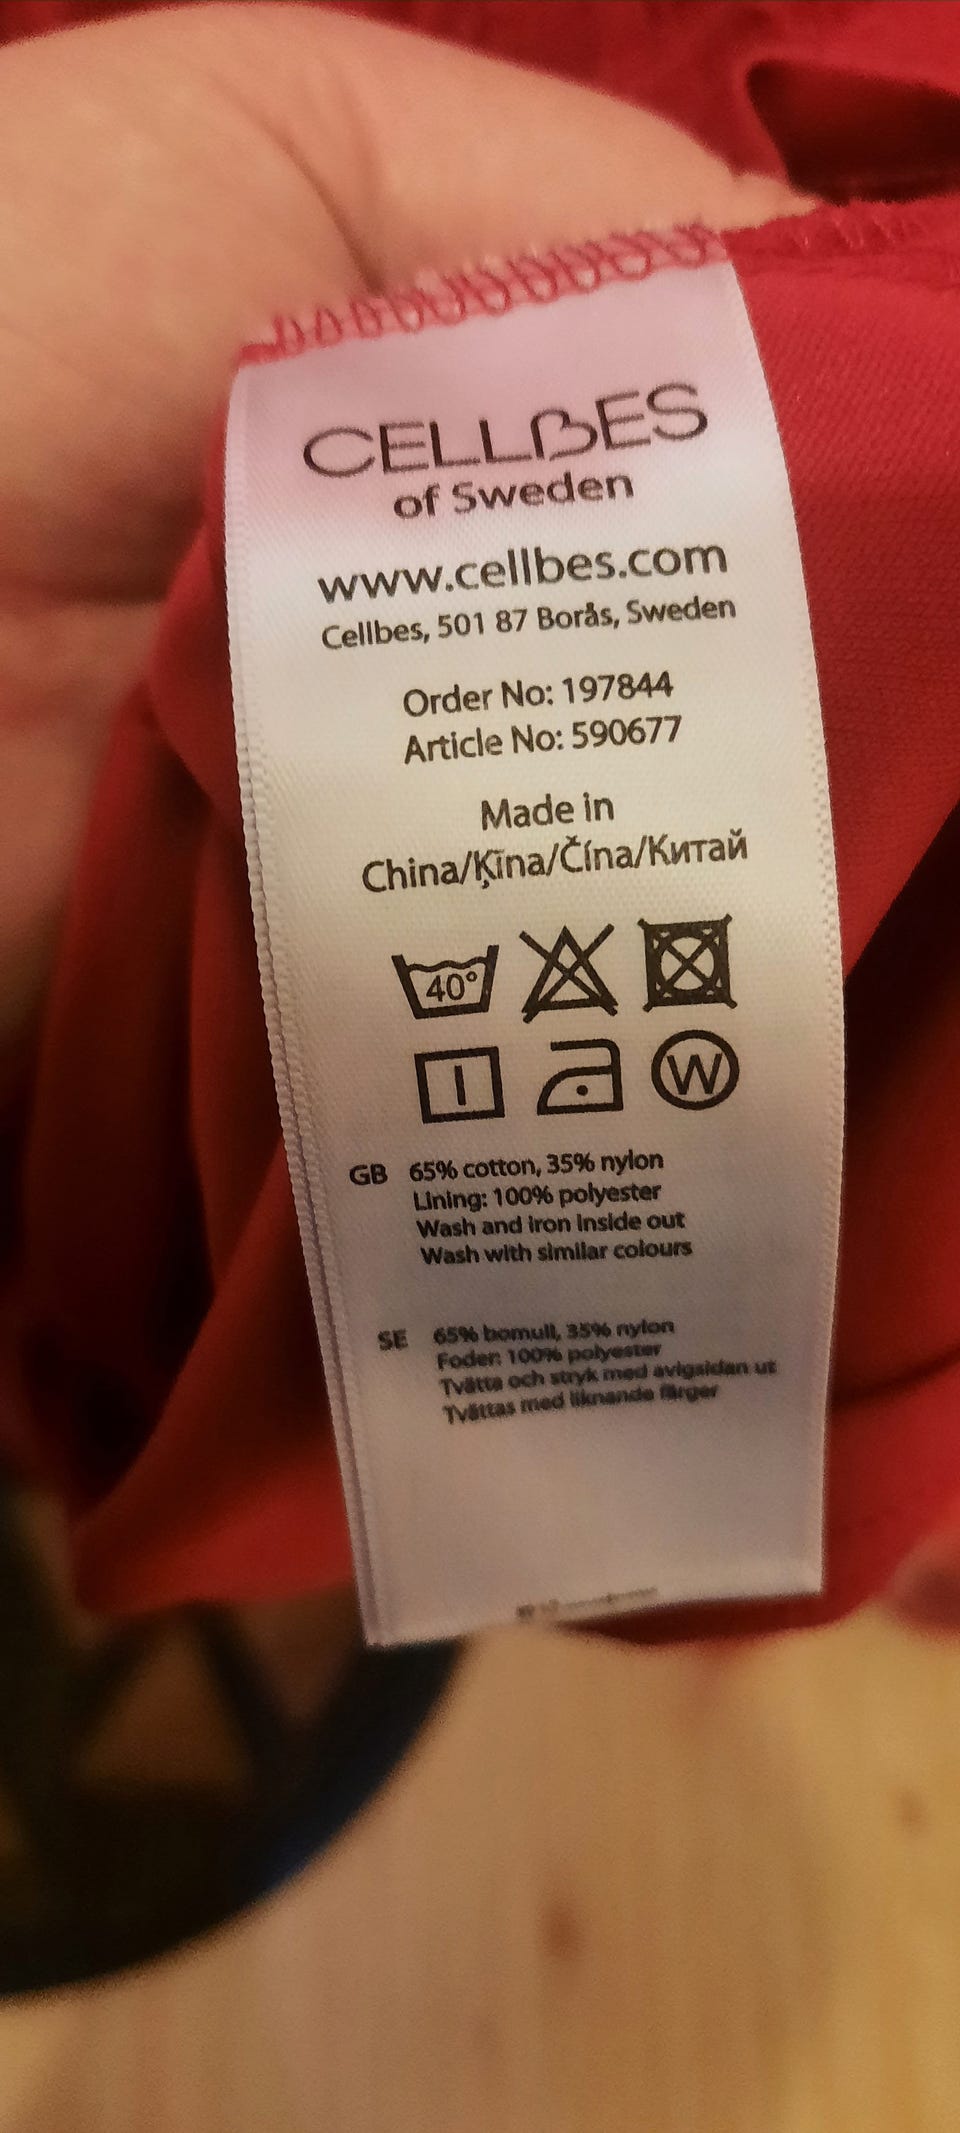 CELLBES
of Sweden
www.cellbes.com
Cellbes, 501 87 Borås, Sweden
Order No: 197844
Article No: 590677
Made in
China/Ķīna/Čína/Китай
40°
W
GB 65% cotton, 35% nylon
Lining: 100% polyester
Wash and iron inside out
Wash with similar colours
SE 65% bomull, 35% nylon
Foder: 100% polyester
Tvätta och stryk med avigsidan ut
Tvättas med liknande färger